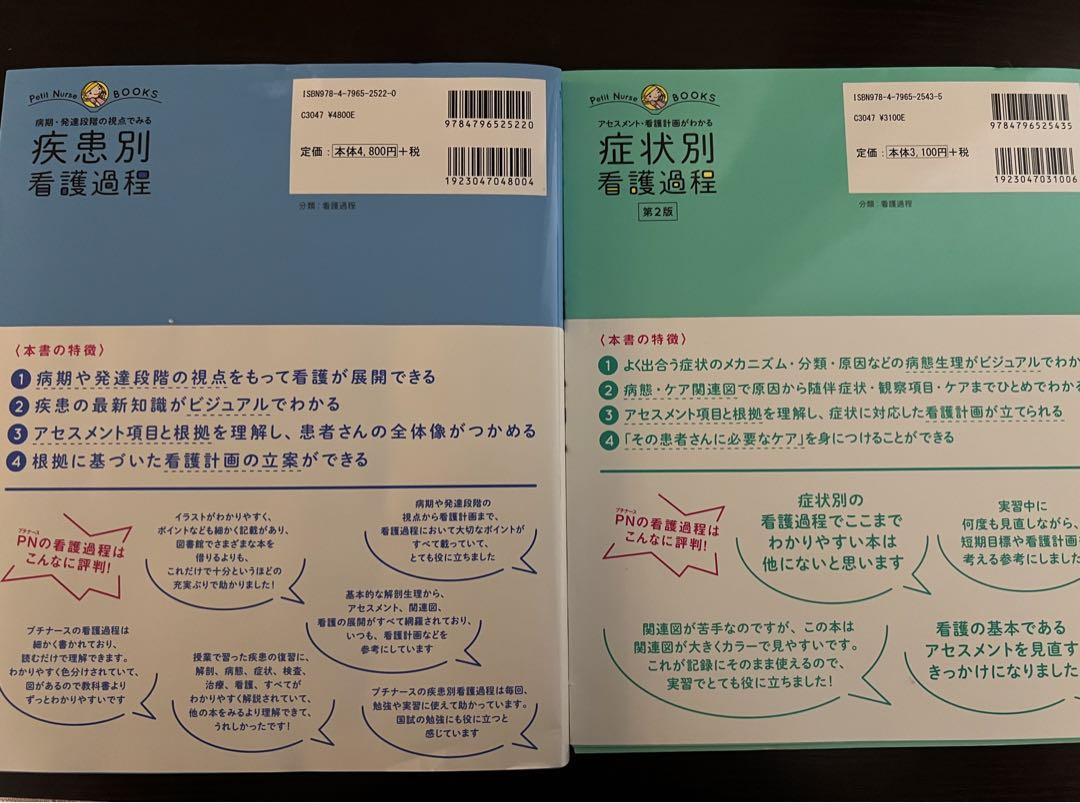 Petit Nurse BOOKS
病期・発達段階の視点でみる
疾患別
看護過程
ISBN978-4-7965-2522-0
C3047 ¥4800E
定価：本体4,800円+税
9784796525220
1923047048004
分類：看護過程
〈本書の特徴〉
1 病期や発達段階の視点をもって看護が展開できる
2 疾患の最新知識がビジュアルでわかる
3 アセスメント項目と根拠を理解し、患者さんの全体像がつかめる
4 根拠に基づいた看護計画の立案ができる
プチナース
PNの看護過程は
こんなに評判！
イラストがわかりやすく、
ポイントなども細かく記載があり、
図書館でさまざまな本を
借りるよりも、
これだけで十分というほどの
充実ぶりで助かりました！
病期や発達段階の
視点から看護計画まで、
看護過程において大切なポイントが
すべて載っていて、
とても役に立ちました
基本的な解剖生理から、
アセスメント、関連図、
看護の展開がすべて網羅されており、
いつも、看護計画などを
参考にしています
プチナースの看護過程は
細かく書かれており、
読むだけで理解できます。
わかりやすく色分けされていて、
図があるので教科書より
ずっとわかりやすいです
授業で習った疾患の復習に、
解剖、病態、症状、検査、
治療、看護、すべてが
わかりやすく解説されていて、
他の本をみるより理解できて、
うれしかったです！
プチナースの疾患別看護過程は毎回、
勉強や実習に使えて助かっています。
国試の勉強にも役に立つと
感じています
Petit Nurse BOOKS
アセスメント・看護計画がわかる
症状別
看護過程
第2版
ISBN978-4-7965-2543-5
C3047 ¥3100E
定価：本体3,100円+税
9784796525435
1923047031006
分類：看護過程
〈本書の特徴〉
1 よく出合う症状のメカニズム・分類・原因などの病態生理がビジュアルでわか
2 病態・ケア関連図で原因から随伴症状・観察項目・ケアまでひとめでわか
3 アセスメント項目と根拠を理解し、症状に対応した看護計画が立てられる
4 「その患者さんに必要なケア」を身につけることができる
プチナース
PNの看護過程は
こんなに評判！
症状別の
看護過程でここまで
わかりやすい本は
他にないと思います
実習中に
何度も見直しながら、
短期目標や看護計画
考える参考にしました
関連図が苦手なのですが、この本は
関連図が大きくカラーで見やすいです。
これが記録にそのまま使えるので、
実習でとても役に立ちました！
看護の基本である
アセスメントを見直す
きっかけになりました